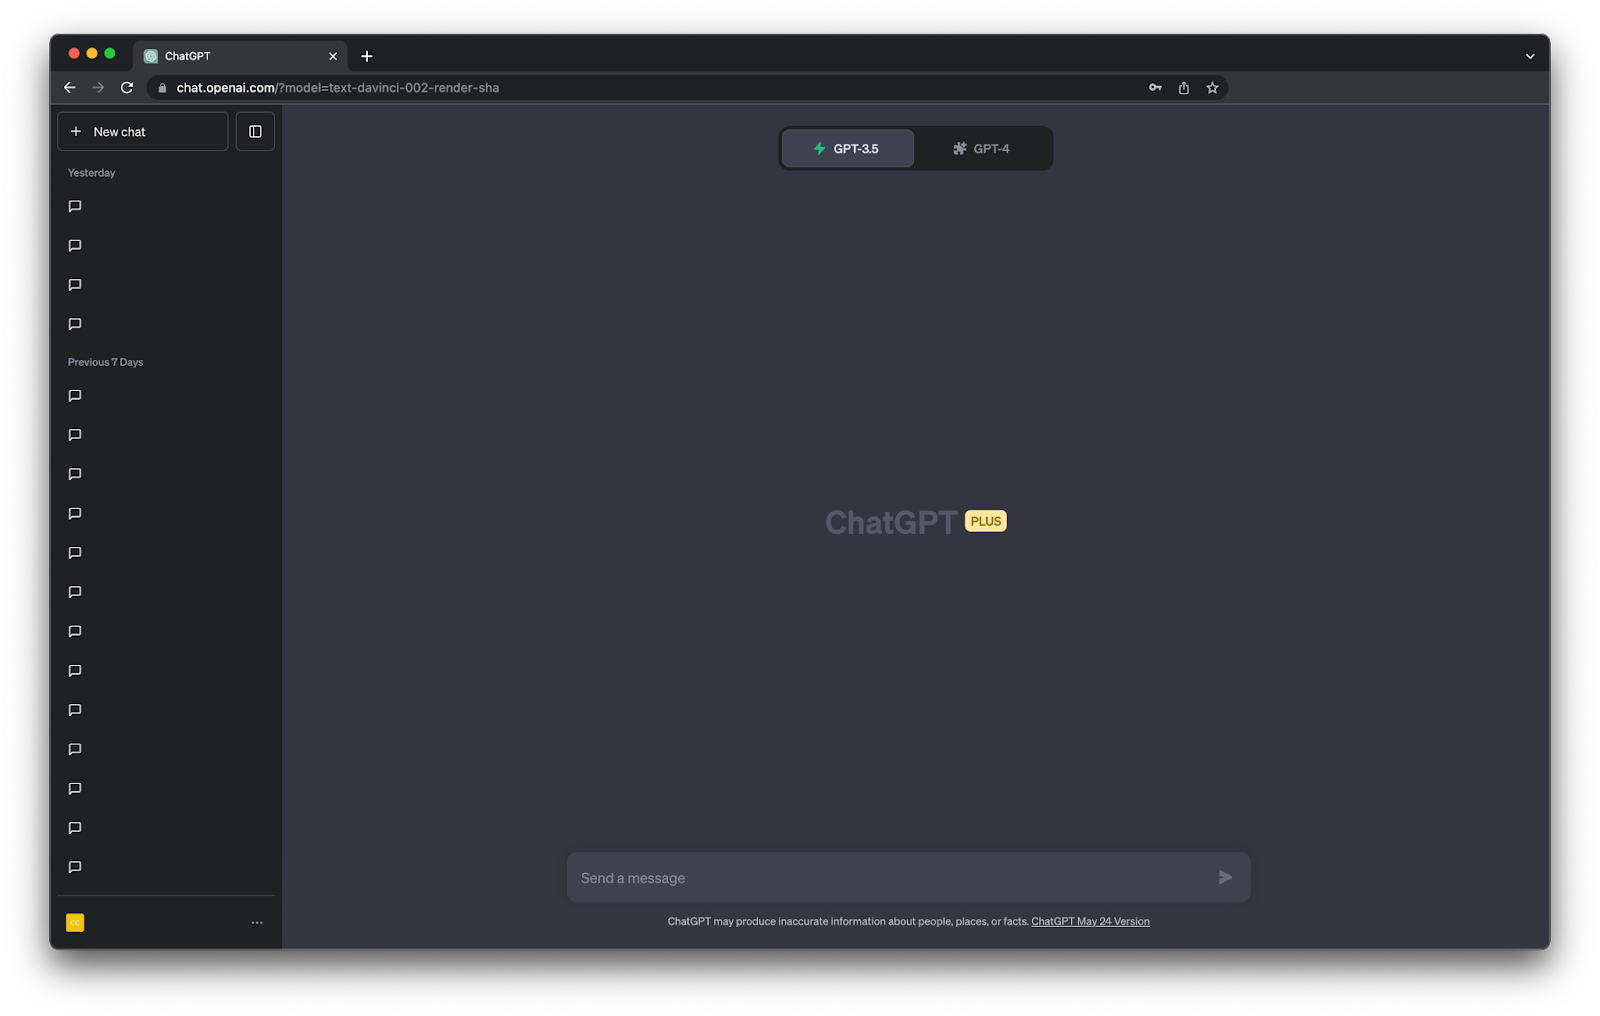 ChatGPT
chat.openai.com/?model=text-davinci-002-render-sha
New chat
Yesterday
Previous 7 Days
GPT-3.5
GPT-4
ChatGPT PLUS
Send a message
ChatGPT may produce inaccurate information about people, places, or facts. ChatGPT May 24 Version
CC